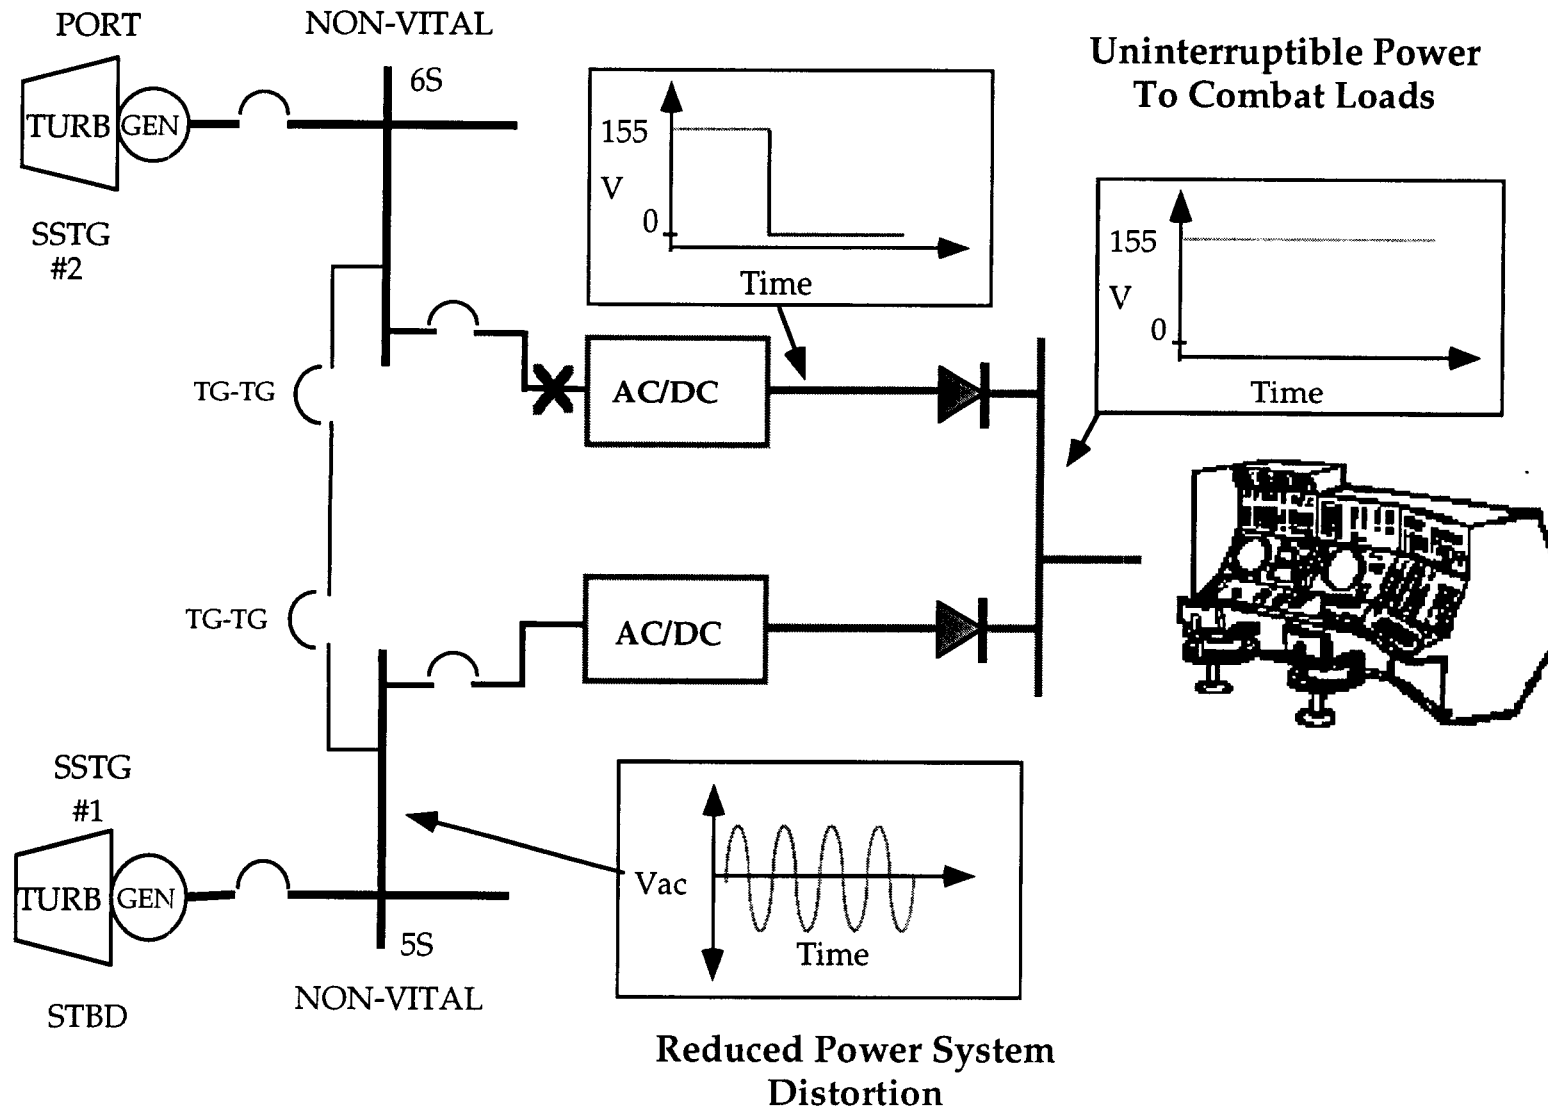 PORT
NON-VITAL
6S
TURB
GEN
SSTG
#2
155
V
0
Time
Uninterruptible Power
To Combat Loads
155
V
0
Time
TG-TG
AC/DC
TG-TG
AC/DC
SSTG
#1
TURB
GEN
5S
STBD
NON-VITAL
Vac
Time
Reduced Power System
Distortion